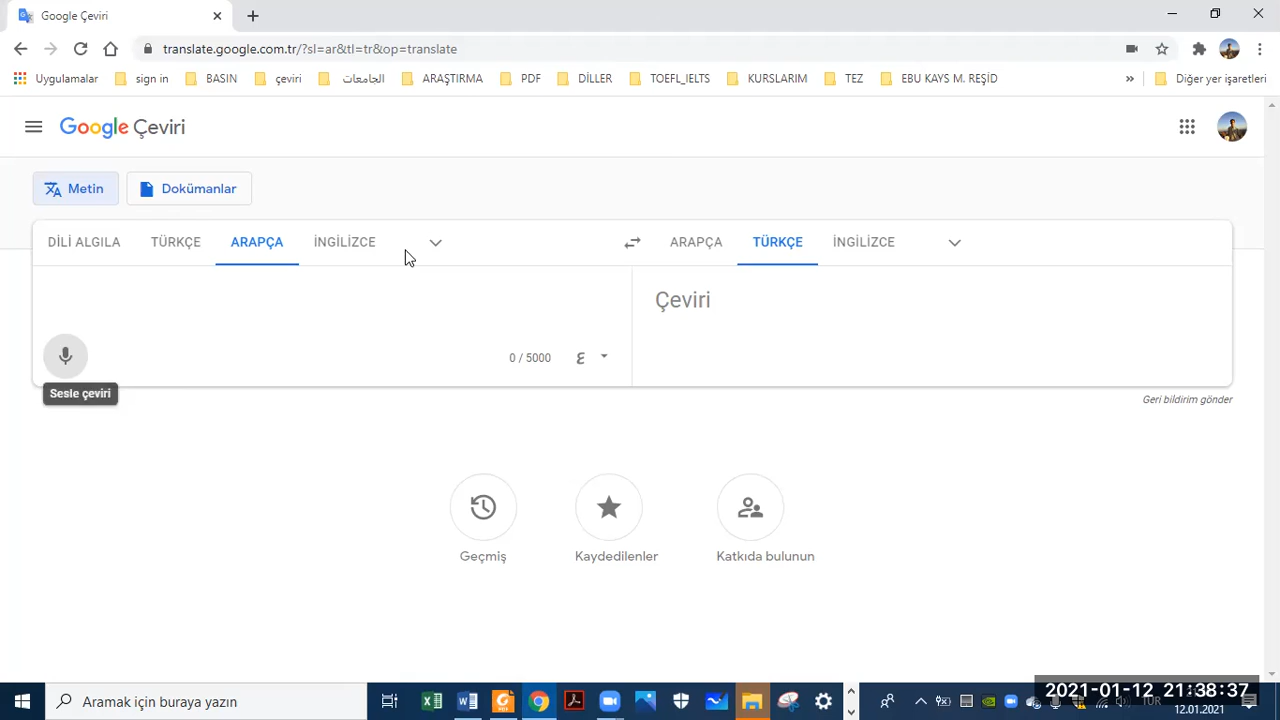 Google Çeviri
translate.google.com.tr/?sl=ar&tl=tr&op=translate
Uygulamalar sign in BASIN çeviri الجامعات ARAŞTIRMA PDF DİLLER TOEFL_IELTS KURSLARIM TEZ EBU KAYS M. REŞİD » Diğer yer işaretleri
Google Çeviri
Metin Dokümanlar
DİLİ ALGILA TÜRKÇE ARAPÇA İNGİLİZCE ARAPÇA TÜRKÇE İNGİLİZCE
Çeviri
0 / 5000 ع
Sesle çeviri
Geri bildirim gönder
Geçmiş Kaydedilenler Katkıda bulunun
Aramak için buraya yazın
2021-01-12 21:38:37
TUR 12.01.2021